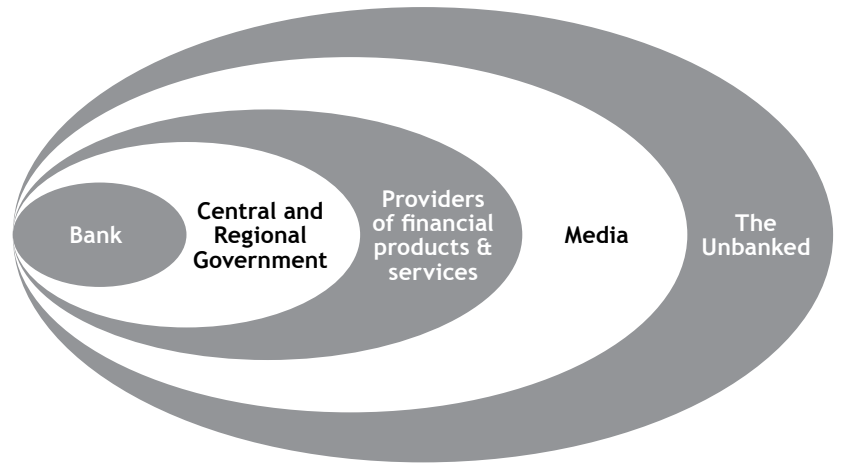 Bank
Central and
Regional
Government
Providers
of financial
products &
services
Media
The
Unbanked